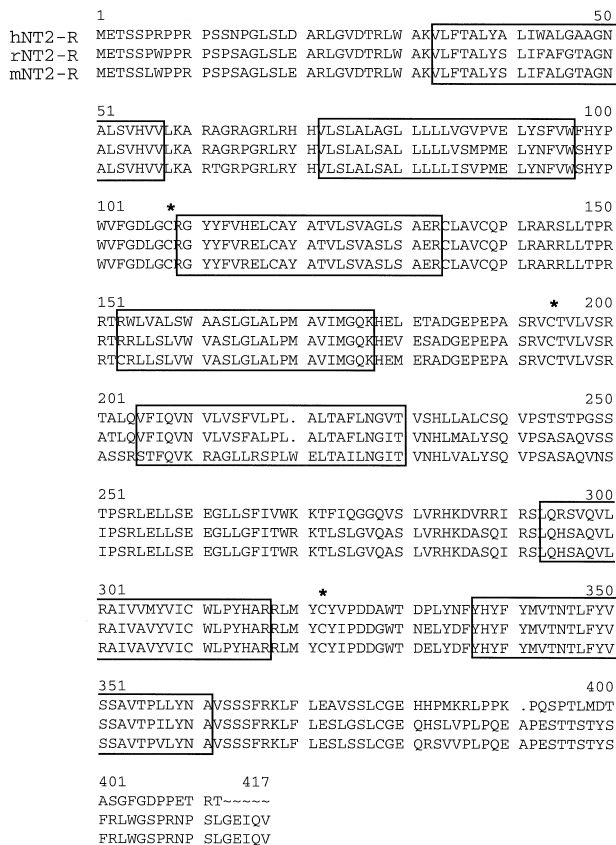 1 50
hNT2-R METSSPRPPR PSSNPGLSLD ARLGVDTRLW AKVLFTALYA LIWALGAAGN
rNT2-R METSSPWPPR PSPSAGLSLE ARLGVDTRLW AKVLFTALYS LIFAFGTAGN
mNT2-R METSSLWPPR PSPSAGLSLE ARLGVDTRLW AKVLFTALYS LIFALGTAGN
51 100
ALSVHVVLKA RAGRAGRLRH HVLSLALAGL LLLLVGVPVE LYSFVWFHYP
ALSVHVVLKA RAGRPGRLRY HVLSLALSAL LLLLVSMPME LYNFVWSHYP
ALSVHVVLKA RTGRPGRLRY HVLSLALSAL LLLLISVPME LYNFVWSHYP
101 * 150
WVFGDLGCRG YYFVHELCAY ATVLSVAGLS AERCLAVCQP LRARSLLTPR
WVFGDLGCRG YYFVRELCAY ATVLSVASLS AERCLAVCQP LRARRLLTPR
WVFGDLGCRG YYFVRELCAY ATVLSVASLS AERCLAVCQP LRARRLLTPR
151 * 200
RTRWLVALSW AASLGLALPM AVIMGQKHEL ETADGEPEPA SRVCTVLVSR
RTRRLLSLVW VASLGLALPM AVIMGQKHEV ESADGEPEPA SRVCTVLVSR
RTCRLLSLVW VASLGLALPM AVIMGQKHEM ERADGEPEPA SRVCTVLVSR
201 250
TALQVFIQVN VLVSFVLPL. ALTAFLNGVT VSHLLALCSQ VPSTSTPGSS
ATLQVFIQVN VLVSFALPL. ALTAFLNGIT VNHLMALYSQ VPSASAQVSS
ASSRSTFQVK RAGLLRSPLW ELTAILNGIT VNHLVALYSQ VPSASAQVNS
251 300
TPSRLELLSE EGLLSFIVWK KTFIQGGQVS LVRHKDVRRI RSLQRSVQVL
IPSRLELLSE EGLLGFITWR KTLSLGVQAS LVRHKDASQI RSLQHSAQVL
IPSRLELLSE EGLLGFITWR KTLSLGVQAS LVRHKDASQI RSLQHSAQVL
301 * 350
RAIVVMYVIC WLPYHARRLM YCYVPDDAWT DPLYNFYHYF YMVTNTLFYV
RAIVAVYVIC WLPYHARRLM YCYIPDDGWT NELYDFYHYF YMVTNTLFYV
RAIVAVYVIC WLPYHARRLM YCYIPDDGWT DELYDFYHYF YMVTNTLFYV
351 400
SSAVTPLLYN AVSSSFRKLF LEAVSSLCGE HHPMKRLPPK .PQSPTLMDT
SSAVTPILYN AVSSSFRKLF LESLGSLCGE QHSLVPLPQE APESTTSTYS
SSAVTPVLYN AVSSSFRKLF LESLSSLCGE QRSVVPLPQE APESTTSTYS
401 417
ASGFGDPPET RT~~~~~
FRLWGSPRNP SLGEIQV
FRLWGSPRNP SLGEIQV